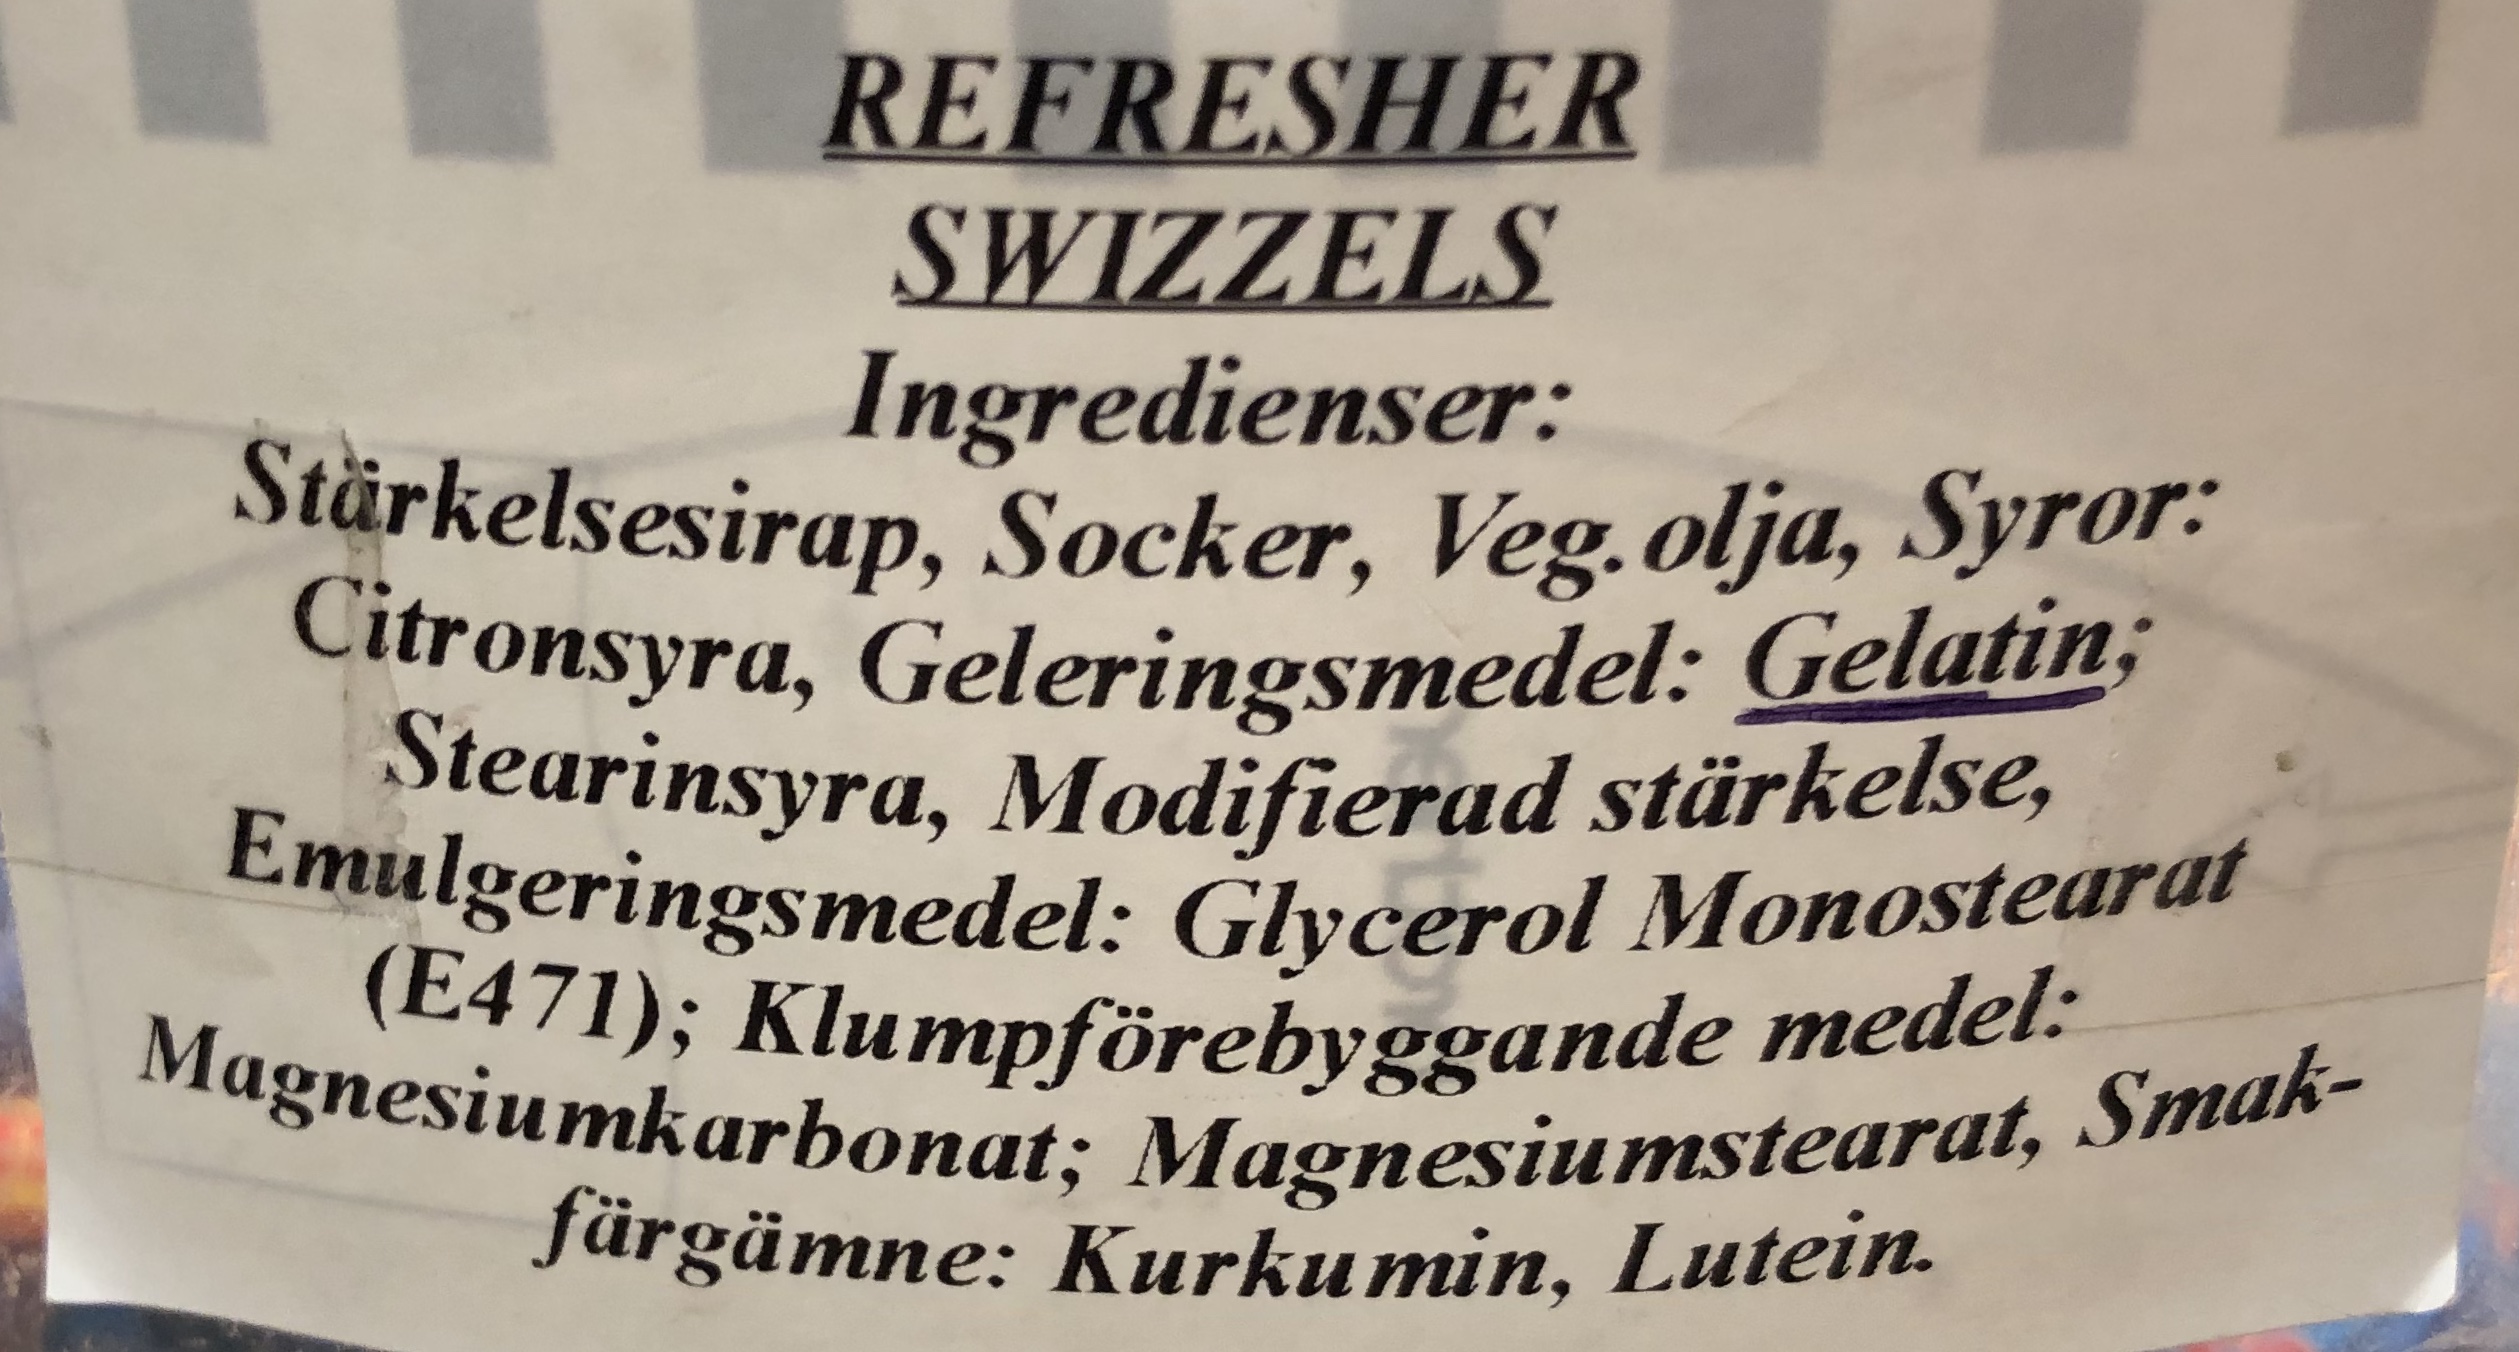 REFRESHER
SWIZZELS
Ingredienser:
Stärkelsesirap, Socker, Veg.olja, Syror:
Citronsyra, Geleringsmedel: Gelatin;
Stearinsyra, Modifierad stärkelse,
Emulgeringsmedel: Glycerol Monostearat
(E471); Klumpförebyggande medel:
Magnesiumkarbonat; Magnesiumstearat, Smak-
färgämne: Kurkumin, Lutein.